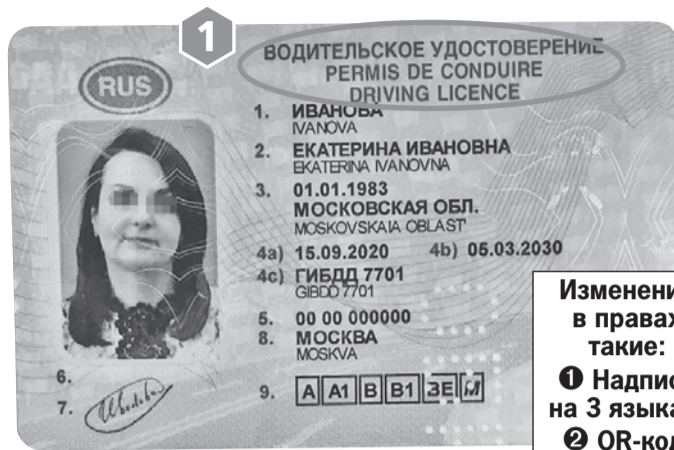 1
ВОДИТЕЛЬСКОЕ УДОСТОВЕРЕНИЕ
PERMIS DE CONDUIRE
DRIVING LICENCE
RUS
1. ИВАНОВА
IVANOVA
2. ЕКАТЕРИНА ИВАНОВНА
EKATERINA IVANOVNA
3. 01.01.1983
МОСКОВСКАЯ ОБЛ.
MOSKOVSKAIA OBLAST'
4a) 15.09.2020 4b) 05.03.2030
4c) ГИБДД 7701
GIBDD 7701
5. 00 00 000000
8. МОСКВА
MOSKVA
6.
7.
9. A A1 B B1 BE M
Изменени
в правах
такие:
❶ Надпис
на 3 языка
❷ QR-код